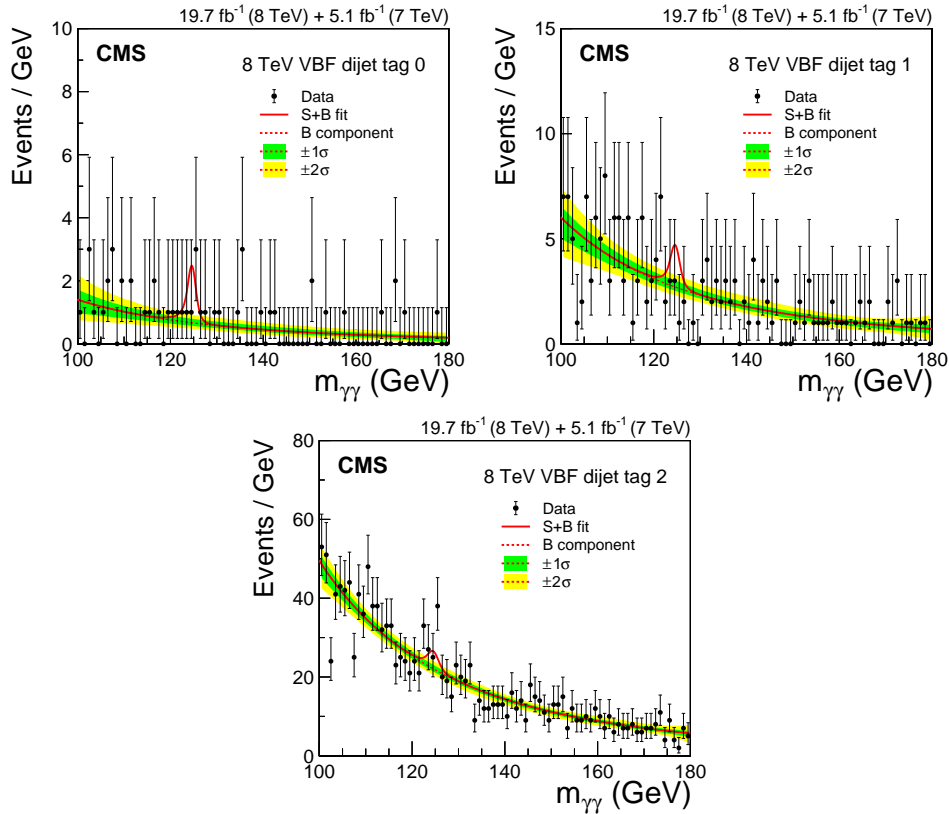 19.7 fb⁻¹ (8 TeV) + 5.1 fb⁻¹ (7 TeV)
CMS
8 TeV VBF dijet tag 0
Data
S+B fit
B component
±1σ
±2σ
Events / GeV
10
8
6
4
2
0
100 120 140 160 180
mγγ (GeV)
19.7 fb⁻¹ (8 TeV) + 5.1 fb⁻¹ (7 TeV)
CMS
8 TeV VBF dijet tag 1
Data
S+B fit
B component
±1σ
±2σ
Events / GeV
15
10
5
0
100 120 140 160 180
mγγ (GeV)
19.7 fb⁻¹ (8 TeV) + 5.1 fb⁻¹ (7 TeV)
CMS
8 TeV VBF dijet tag 2
Data
S+B fit
B component
±1σ
±2σ
Events / GeV
80
60
40
20
0
100 120 140 160 180
mγγ (GeV)